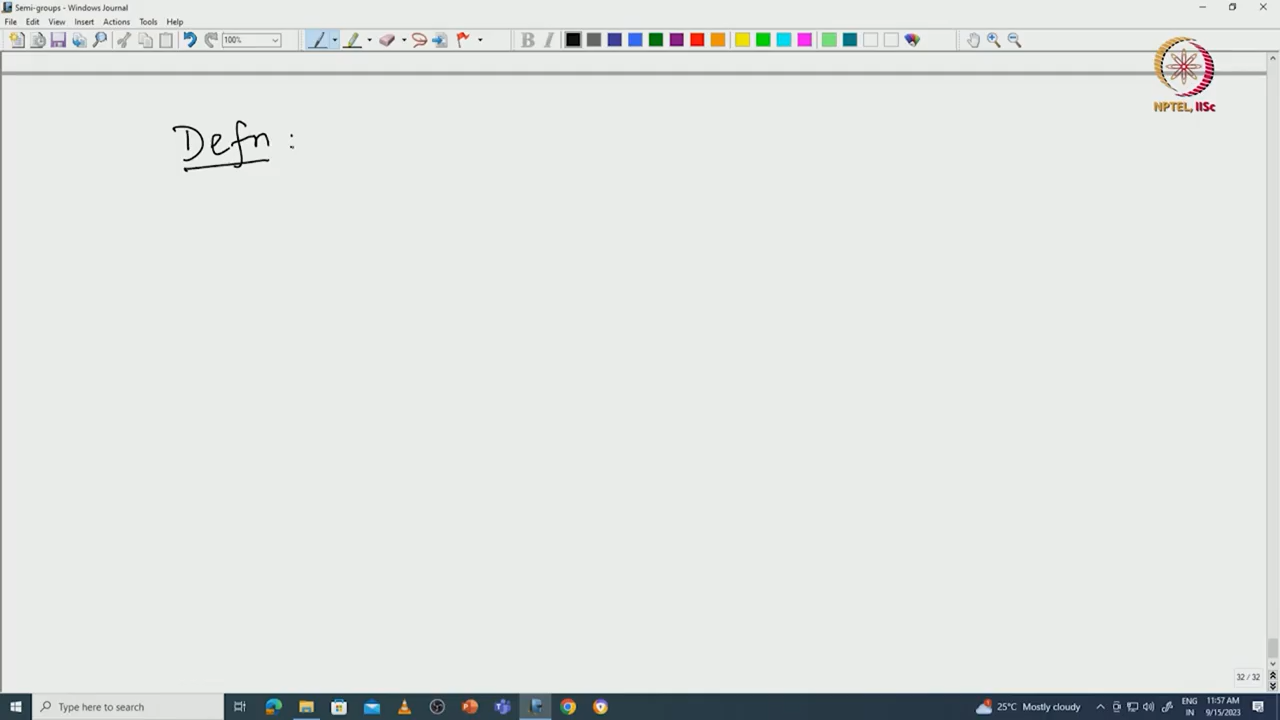 Semi-groups - Windows Journal
File Edit View Insert Actions Tools Help
100%
B I
NPTEL, IISc
Defn :
32 / 32
Type here to search
25°C Mostly cloudy
ENG
IN
11:57 AM
9/15/2023